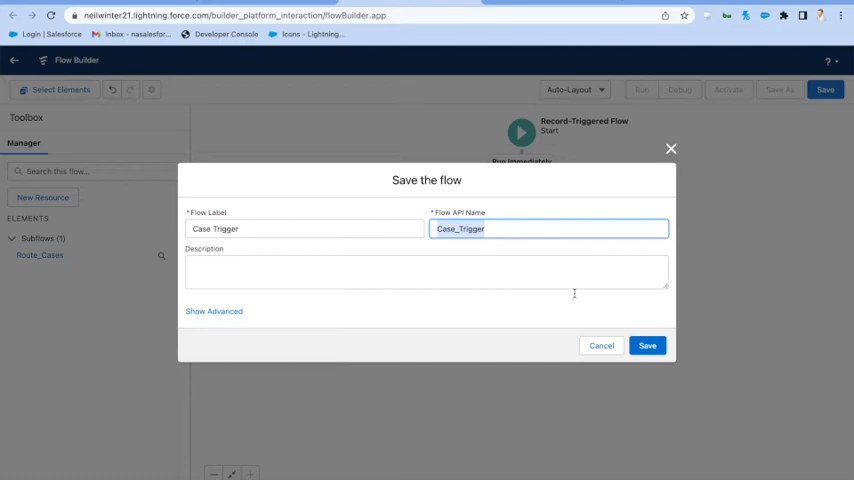 neilwinter21.lightning.force.com/builder_platform_interaction/flowBuilder.app
Login | Salesforce
Inbox - nasalesfor...
Developer Console
Icons - Lightning...
Flow Builder
?
Select Elements
Auto-Layout
Run
Debug
Activate
Save As
Save
Toolbox
Manager
Search this flow...
New Resource
ELEMENTS
Subflows (1)
Route_Cases
Record-Triggered Flow
Start
Run Immediately
Save the flow
* Flow Label
* Flow API Name
Case Trigger
Case_Trigger
Description
Show Advanced
Cancel
Save